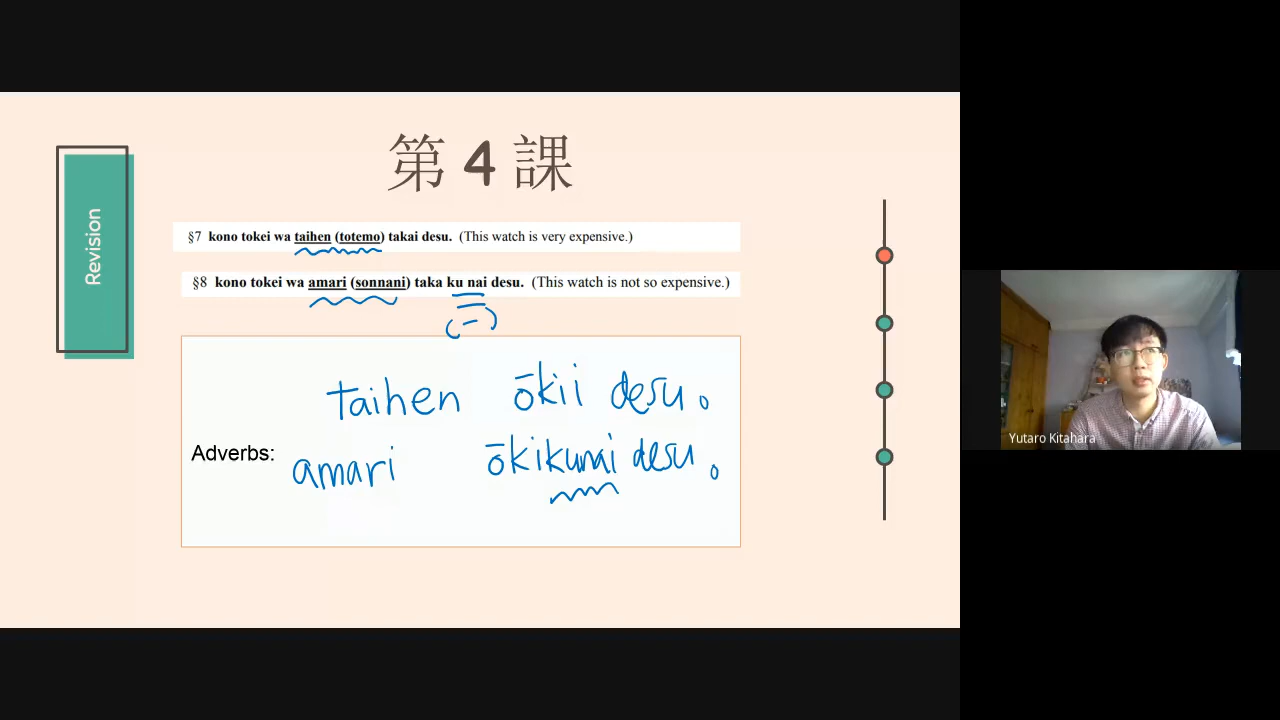 第 4 課
Revision
§7 kono tokei wa taihen (totemo) takai desu. (This watch is very expensive.)
§8 kono tokei wa amari (sonnani) taka ku nai desu. (This watch is not so expensive.)
(-)
taihen ōkii desu。
Adverbs:
amari ōkikunai desu。
Yutaro Kitahara